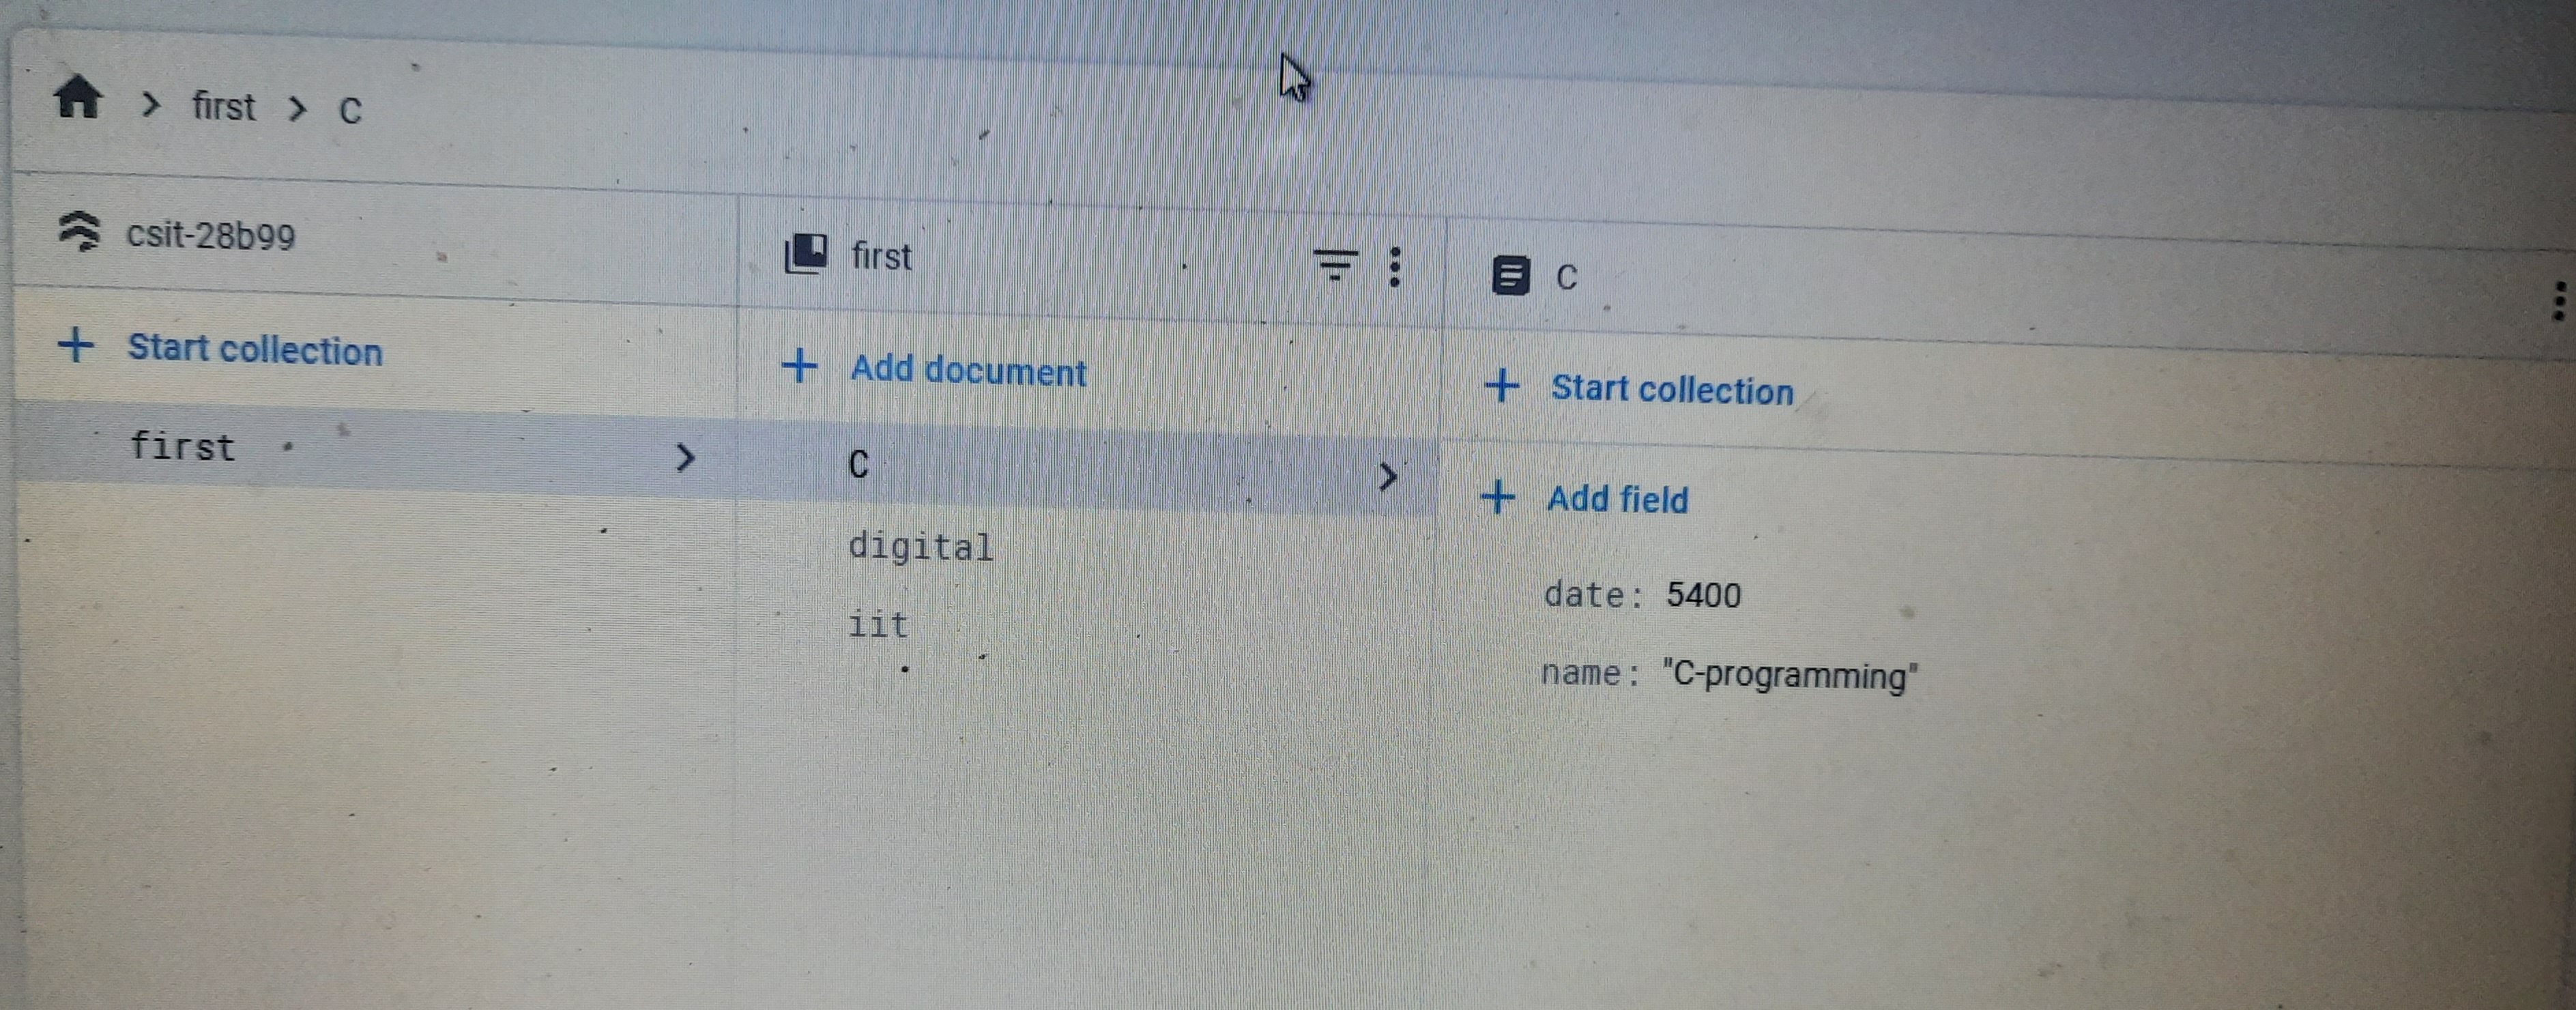 first > C
csit-28b99
Start collection
first
first
Add document
C
digital
iit
C
Start collection
Add field
date: 5400
name: "C-programming"